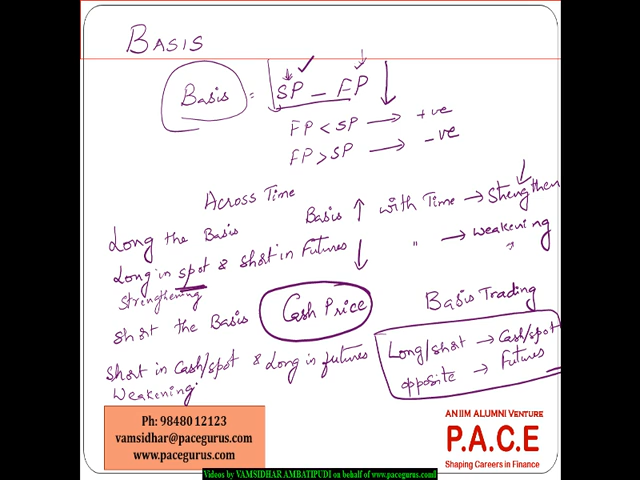 BASIS
Basis = SP – FP
FP < SP → +ve
FP > SP → –ve
Across Time
Basis ↑ with Time → Strengthen
" ↓ → weakening
Long the Basis
Long in spot & short in Futures
Strengthening
Cash Price
Short the Basis
Short in Cash/spot & Long in futures
Weakening
Basis Trading
Long/short → Cash/spot
opposite → Futures
Ph: 98480 12123
vamsidhar@pacegurus.com
www.pacegurus.com
AN IIM ALUMNI VENTURE
P.A.C.E
Shaping Careers in Finance
Videos by VAMSIDHAR AMBATIPUDI on behalf of www.pacegurus.com